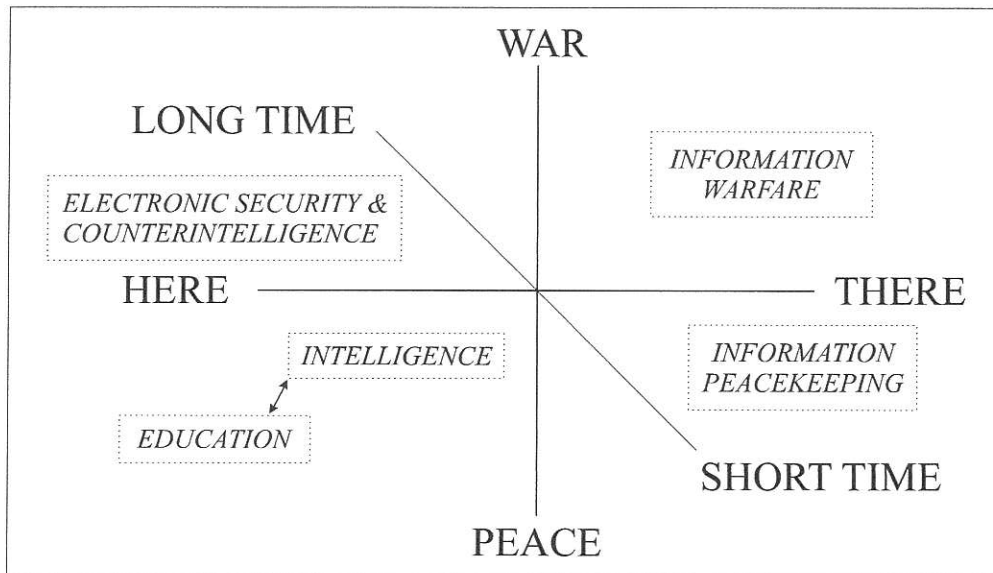 WAR
LONG TIME
INFORMATION
WARFARE
ELECTRONIC SECURITY &
COUNTERINTELLIGENCE
HERE
THERE
INTELLIGENCE
INFORMATION
PEACEKEEPING
EDUCATION
SHORT TIME
PEACE